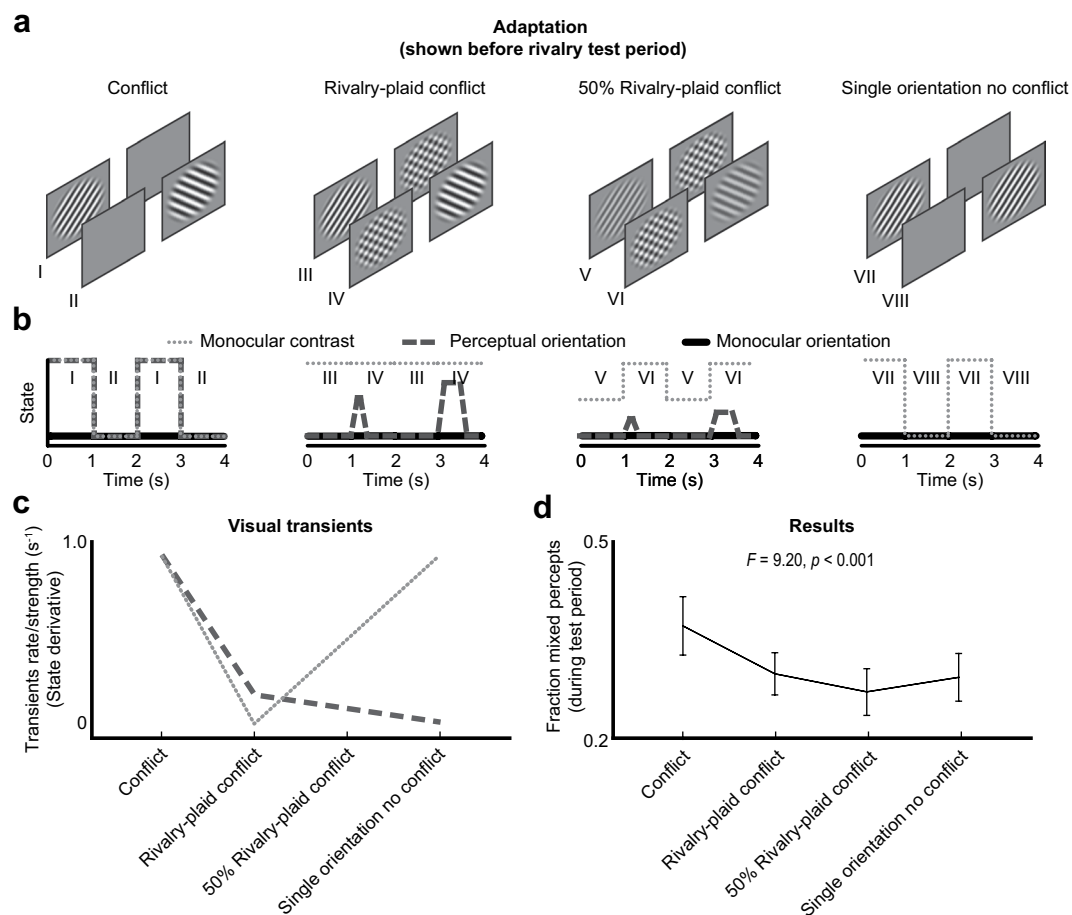 a
Adaptation
(shown before rivalry test period)
Conflict
Rivalry-plaid conflict
50% Rivalry-plaid conflict
Single orientation no conflict
I
II
III
IV
V
VI
VII
VIII
b
Monocular contrast
Perceptual orientation
Monocular orientation
State
I II I II
III IV III IV
V VI V VI
VII VIII VII VIII
0 1 2 3 4
0 1 2 3 4
0 1 2 3 4
0 1 2 3 4
Time (s)
Time (s)
Time (s)
Time (s)
c
Visual transients
Transients rate/strength (s⁻¹)
(State derivative)
1.0
0
Conflict
Rivalry-plaid conflict
50% Rivalry-plaid conflict
Single orientation no conflict
d
Results
F = 9.20, p < 0.001
Fraction mixed percepts
(during test period)
0.5
0.2
Conflict
Rivalry-plaid conflict
50% Rivalry-plaid conflict
Single orientation no conflict